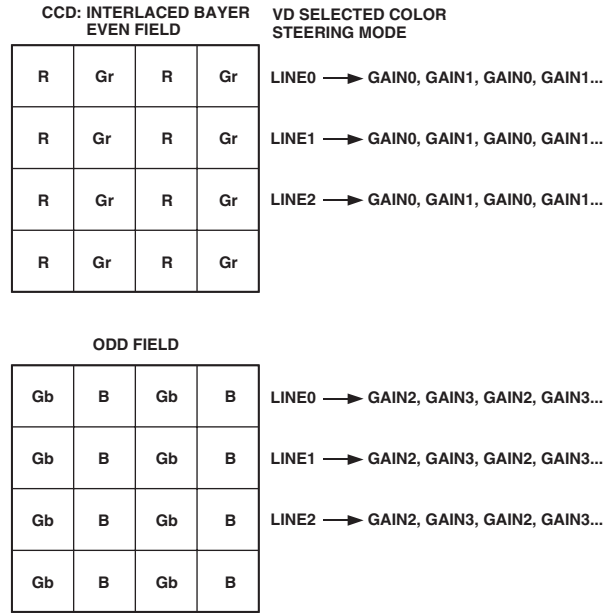 CCD: INTERLACED BAYER
EVEN FIELD
VD SELECTED COLOR
STEERING MODE
R Gr R Gr
LINE0 GAIN0, GAIN1, GAIN0, GAIN1...
R Gr R Gr
LINE1 GAIN0, GAIN1, GAIN0, GAIN1...
R Gr R Gr
LINE2 GAIN0, GAIN1, GAIN0, GAIN1...
R Gr R Gr
ODD FIELD
Gb B Gb B
LINE0 GAIN2, GAIN3, GAIN2, GAIN3...
Gb B Gb B
LINE1 GAIN2, GAIN3, GAIN2, GAIN3...
Gb B Gb B
LINE2 GAIN2, GAIN3, GAIN2, GAIN3...
Gb B Gb B